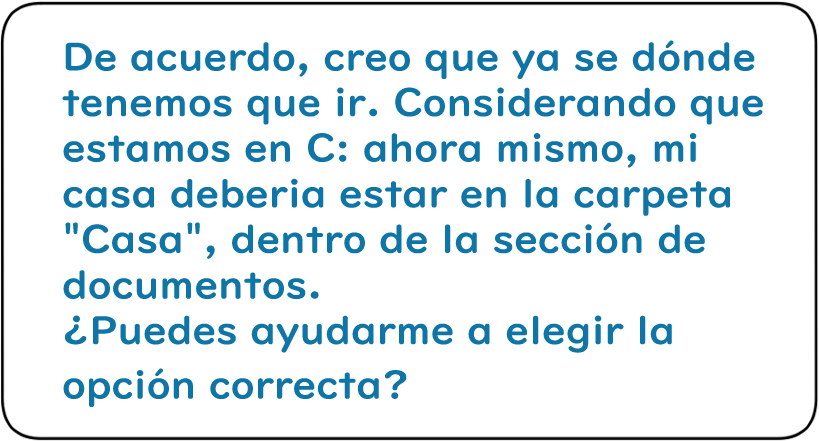 De acuerdo, creo que ya se dónde
tenemos que ir. Considerando que
estamos en C: ahora mismo, mi
casa deberia estar en la carpeta
"Casa", dentro de la sección de
documentos.
¿Puedes ayudarme a elegir la
opción correcta?